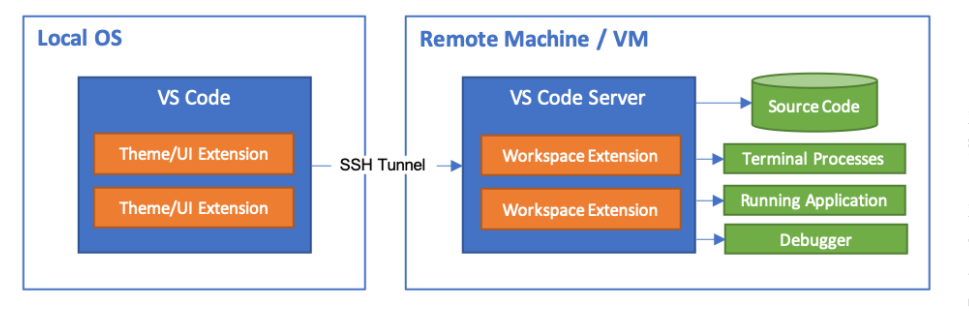 Local OS
VS Code
Theme/UI Extension
Theme/UI Extension
SSH Tunnel
Remote Machine / VM
VS Code Server
Workspace Extension
Workspace Extension
Source Code
Terminal Processes
Running Application
Debugger